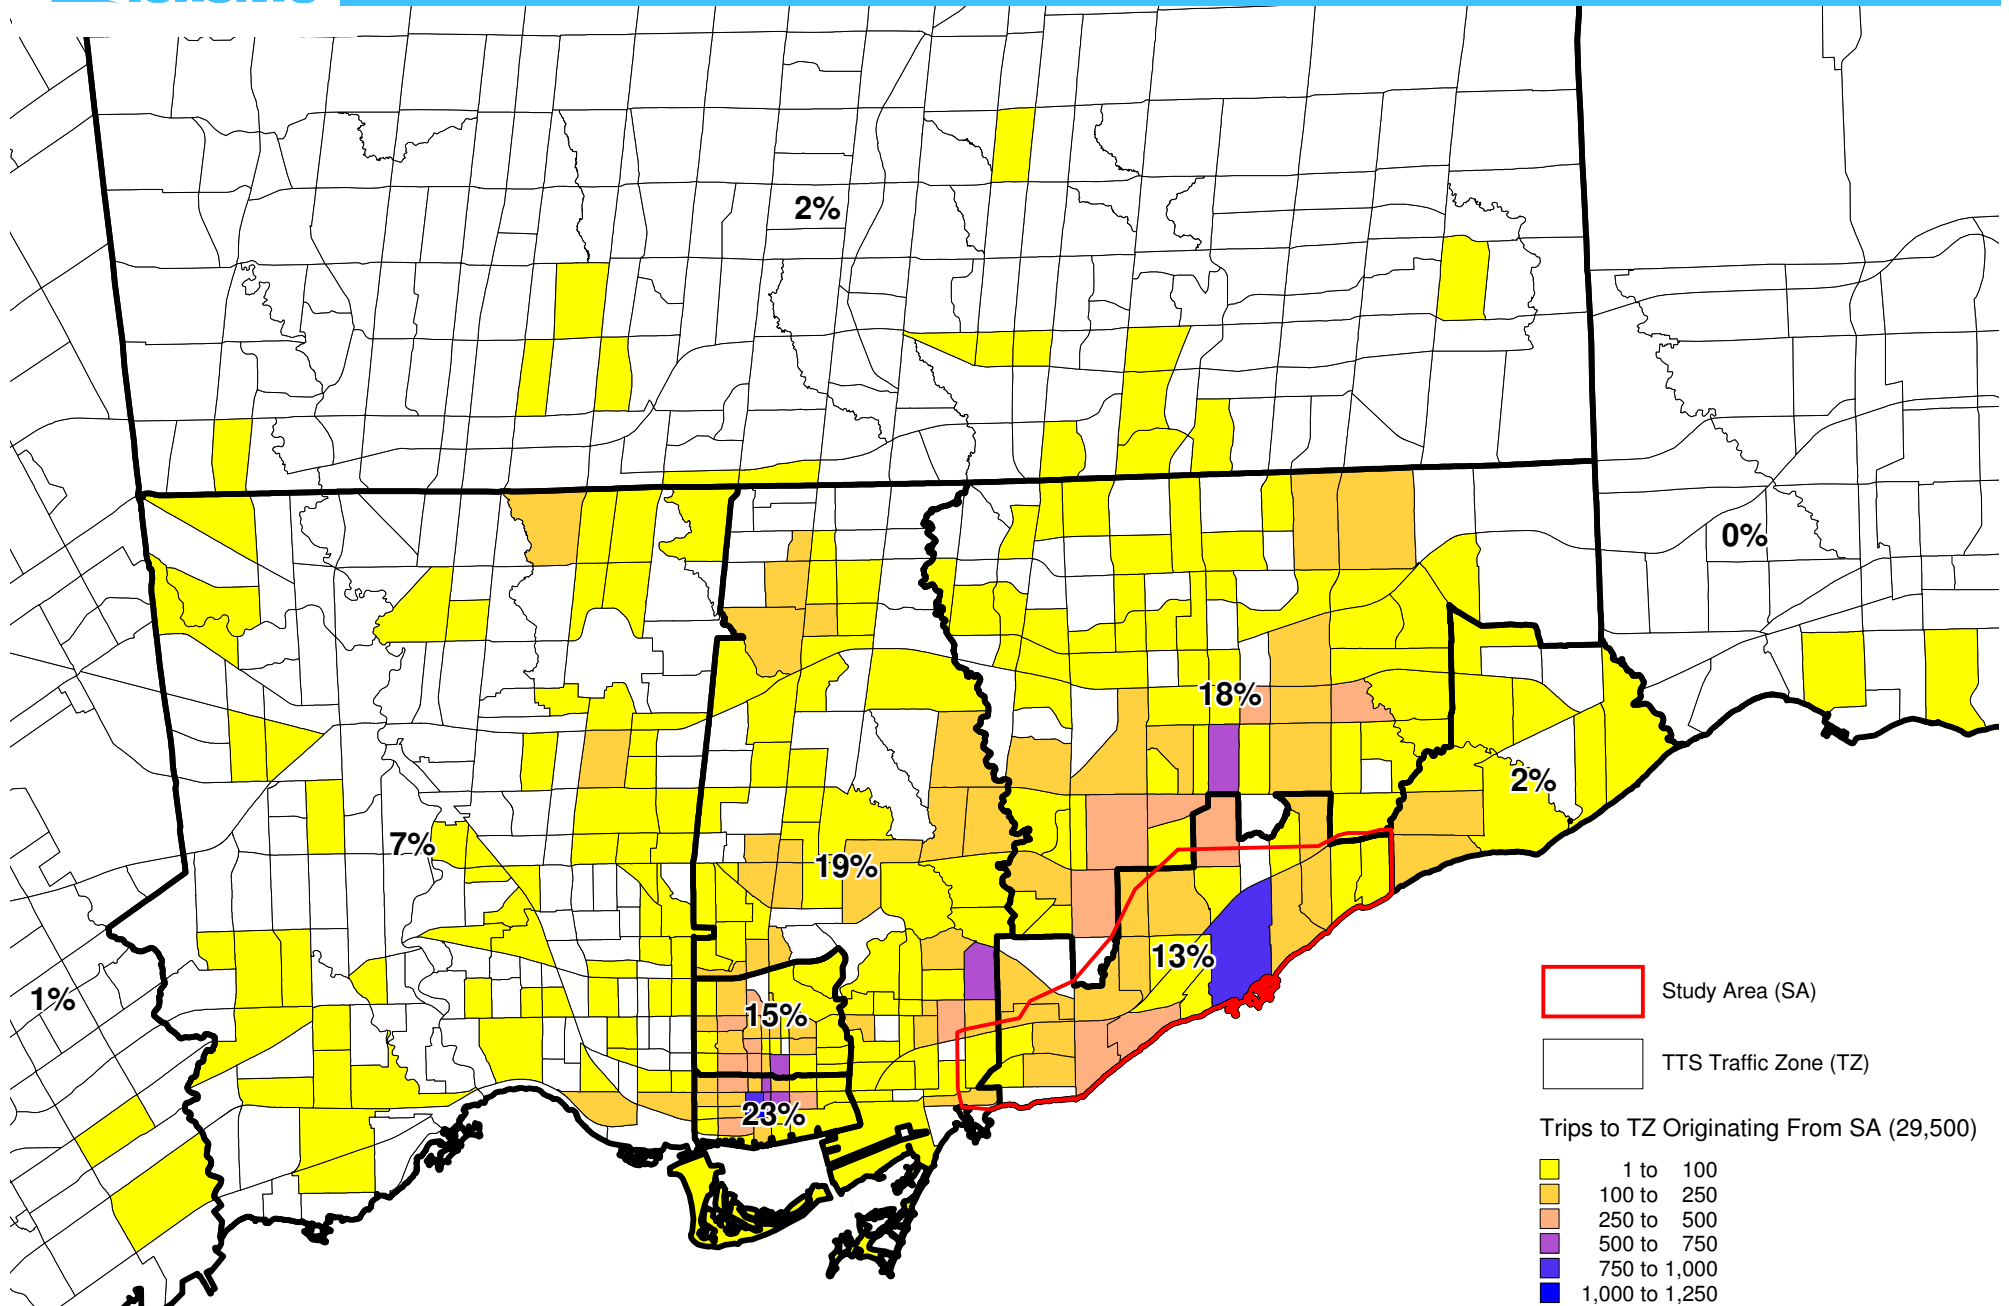 2%
0%
18%
2%
7%
19%
13%
1%
15%
23%
Study Area (SA)
TTS Traffic Zone (TZ)
Trips to TZ Originating From SA (29,500)
1 to 100
100 to 250
250 to 500
500 to 750
750 to 1,000
1,000 to 1,250